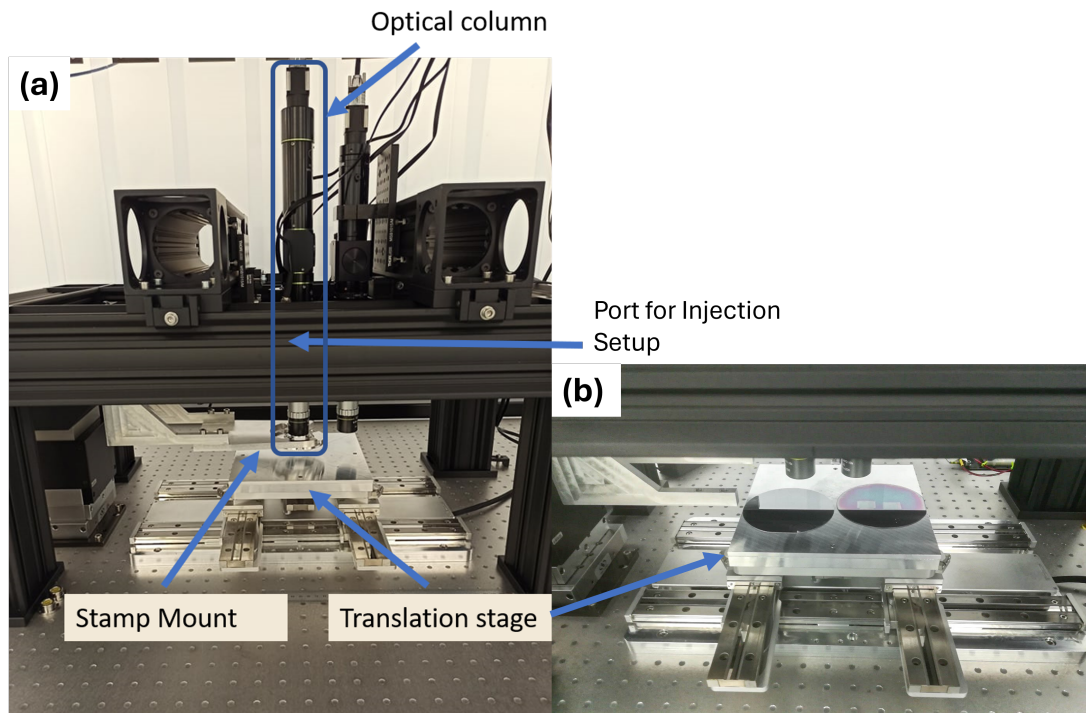 Optical column
(a)
Port for Injection
Setup
(b)
Stamp Mount
Translation stage